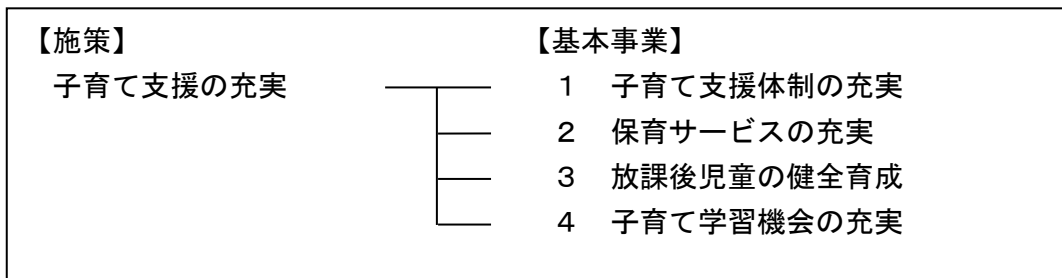 【施策】 【基本事業】
子育て支援の充実 1 子育て支援体制の充実
2 保育サービスの充実
3 放課後児童の健全育成
4 子育て学習機会の充実